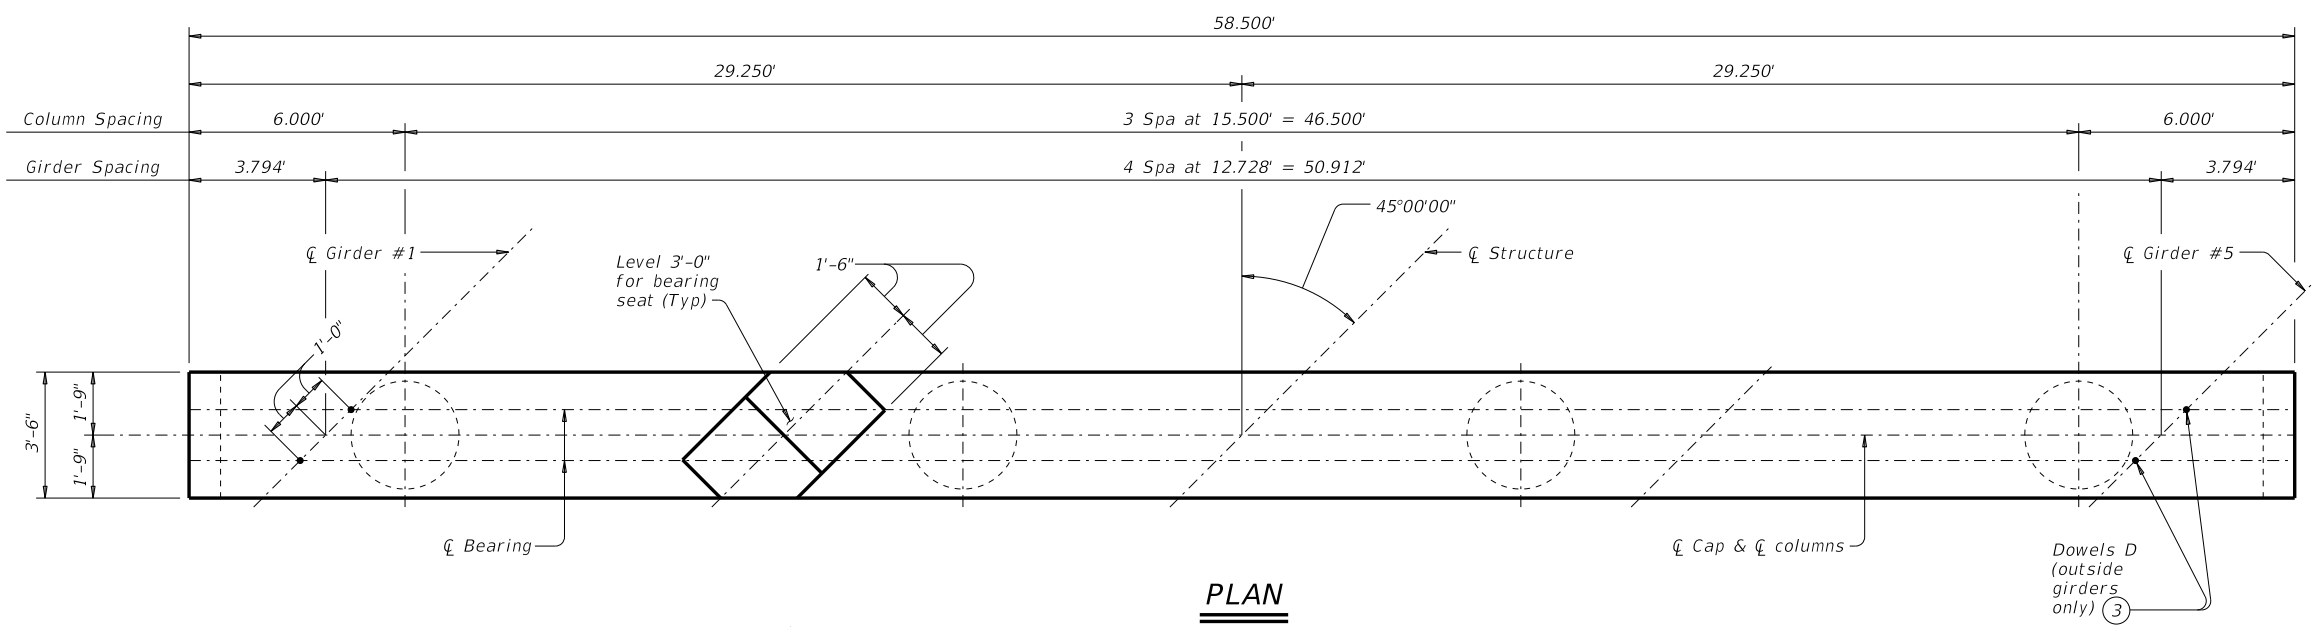 58.500'
29.250'
29.250'
Column Spacing
6.000'
3 Spa at 15.500' = 46.500'
6.000'
Girder Spacing
3.794'
4 Spa at 12.728' = 50.912'
3.794'
45°00'00"
℄ Girder #1
Level 3'-0"
for bearing
seat (Typ)
1'-6"
℄ Structure
℄ Girder #5
1'-0"
3'-6"
1'-9"
1'-9"
℄ Bearing
℄ Cap & ℄ columns
Dowels D
(outside
girders
only) 3
PLAN